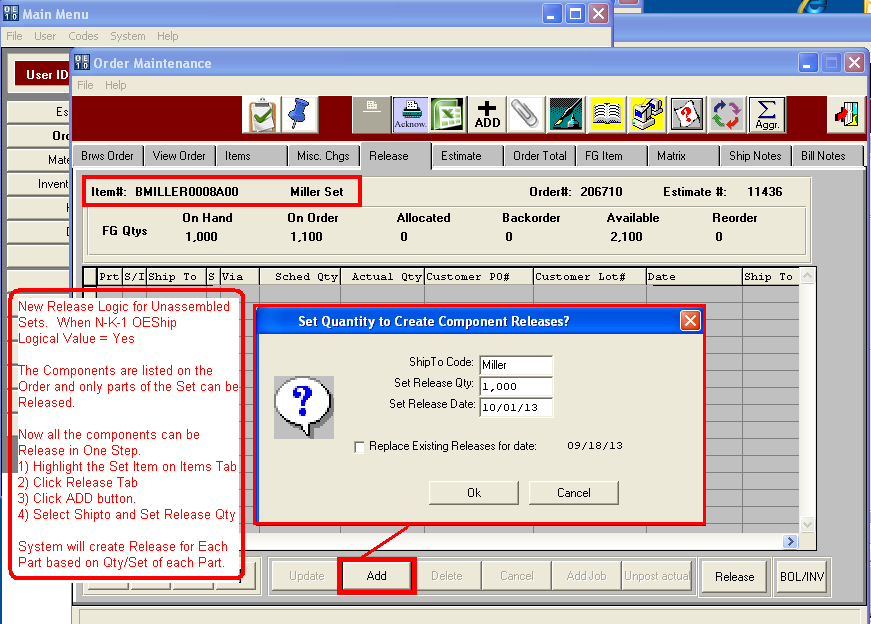 OE
10
Main Menu
File User Codes System Help
User ID
Es
Ord
Mate
Invent
OE
10
Order Maintenance
File Help
Acknow.
ADD
Σ
Aggr.
Brws Order View Order Items Misc. Chgs Release Estimate Order Total FG Item Matrix Ship Notes Bill Notes
Item#: BMILLER0008A00 Miller Set Order#: 206710 Estimate #: 11436
On Hand On Order Allocated Backorder Available Reorder
FG Qtys
1,000 1,100 0 0 2,100 0
Prt S/I Ship To S Via Sched Qty Actual Qty Customer PO# Customer Lot# Date Ship To
New Release Logic for Unassembled
Sets. When N-K-1 OEShip
Logical Value = Yes
The Components are listed on the
Order and only parts of the Set can be
Released.
Now all the components can be
Release in One Step.
1) Highlight the Set Item on Items Tab
2) Click Release Tab
3) Click ADD button.
4) Select Shipto and Set Release Qty
System will create Release for Each
Part based on Qty/Set of each Part.
Set Quantity to Create Component Releases?
ShipTo Code: Miller
Set Release Qty: 1,000
Set Release Date: 10/01/13
Replace Existing Releases for date: 09/18/13
Ok Cancel
Update Add Delete Cancel Add Job Unpost actual Release BOL/INV